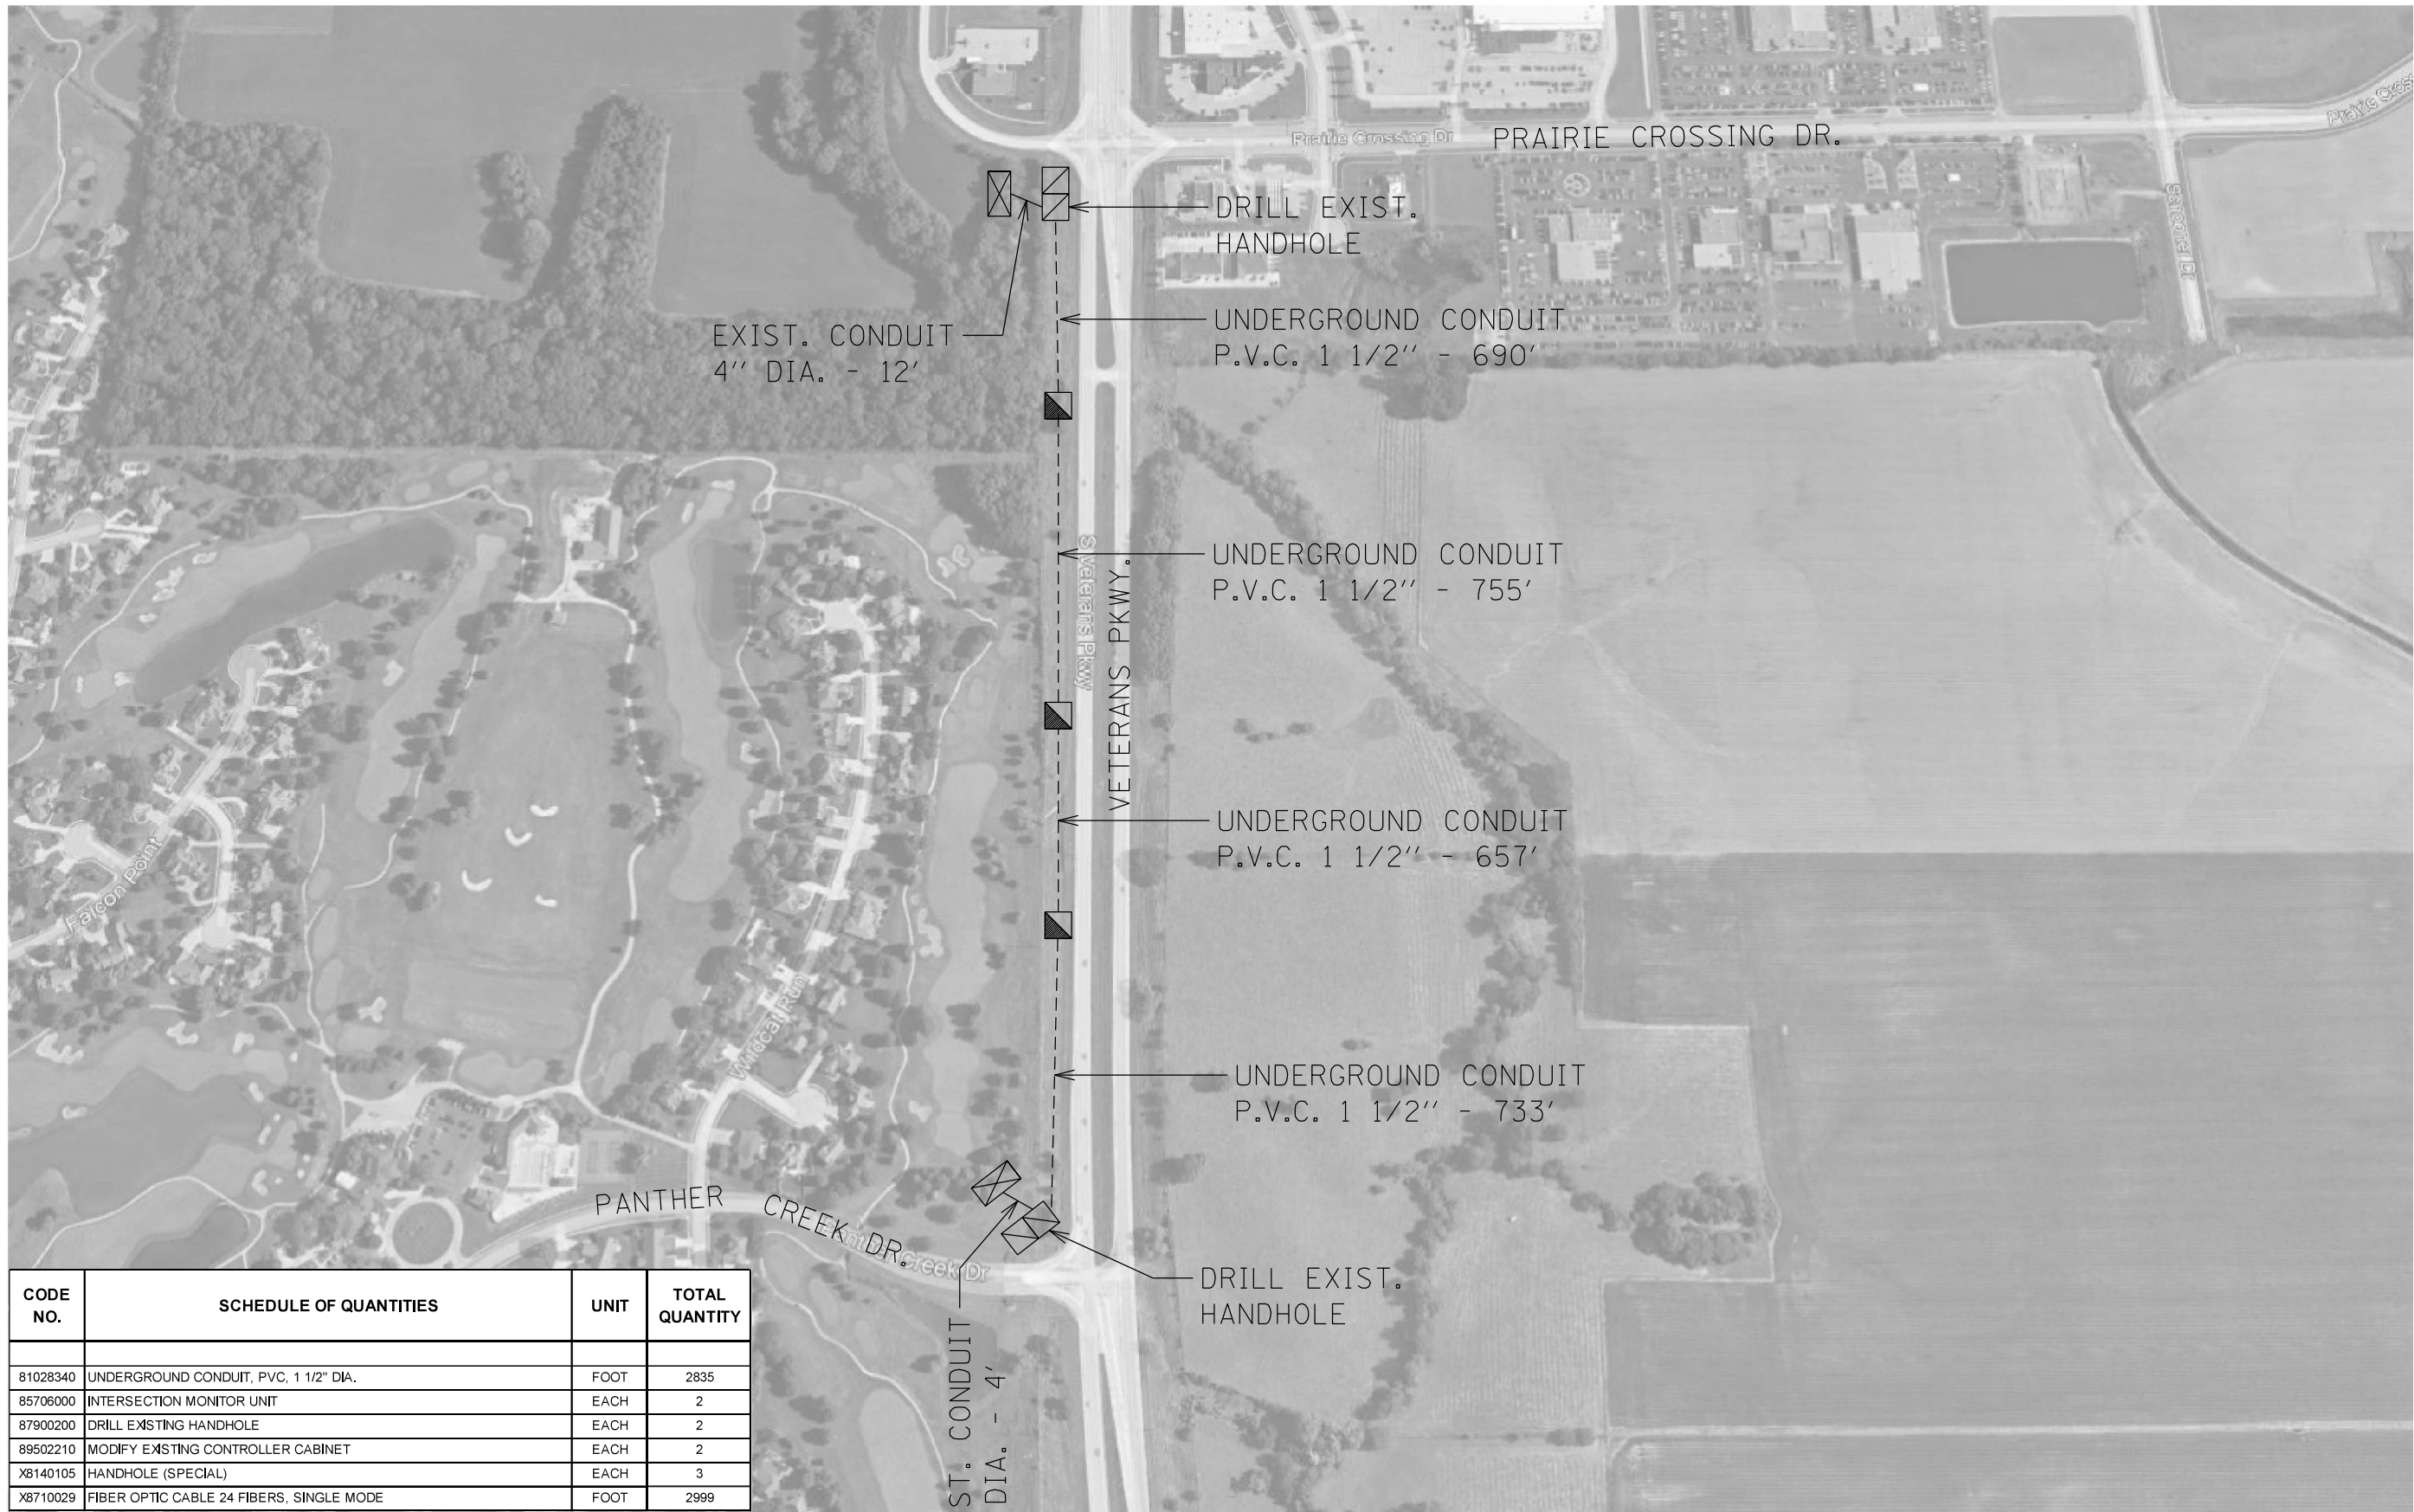 Prairie Crossing Dr
PRAIRIE CROSSING DR.
DRILL EXIST.
HANDHOLE
EXIST. CONDUIT
4" DIA. - 12'
UNDERGROUND CONDUIT
P.V.C. 1 1/2" - 690'
UNDERGROUND CONDUIT
P.V.C. 1 1/2" - 755'
S Veterans Pkwy
VETERANS PKWY.
UNDERGROUND CONDUIT
P.V.C. 1 1/2" - 657'
Falcon Point
Wildcat Run
UNDERGROUND CONDUIT
P.V.C. 1 1/2" - 733'
PANTHER CREEK DR.
Creek Dr
DRILL EXIST.
HANDHOLE
ST. CONDUIT
DIA. - 4'
CODE NO. SCHEDULE OF QUANTITIES UNIT TOTAL QUANTITY
81028340 UNDERGROUND CONDUIT, PVC, 1 1/2" DIA. FOOT 2835
85706000 INTERSECTION MONITOR UNIT EACH 2
87900200 DRILL EXISTING HANDHOLE EACH 2
89502210 MODIFY EXISTING CONTROLLER CABINET EACH 2
X8140105 HANDHOLE (SPECIAL) EACH 3
X8710029 FIBER OPTIC CABLE 24 FIBERS, SINGLE MODE FOOT 2999